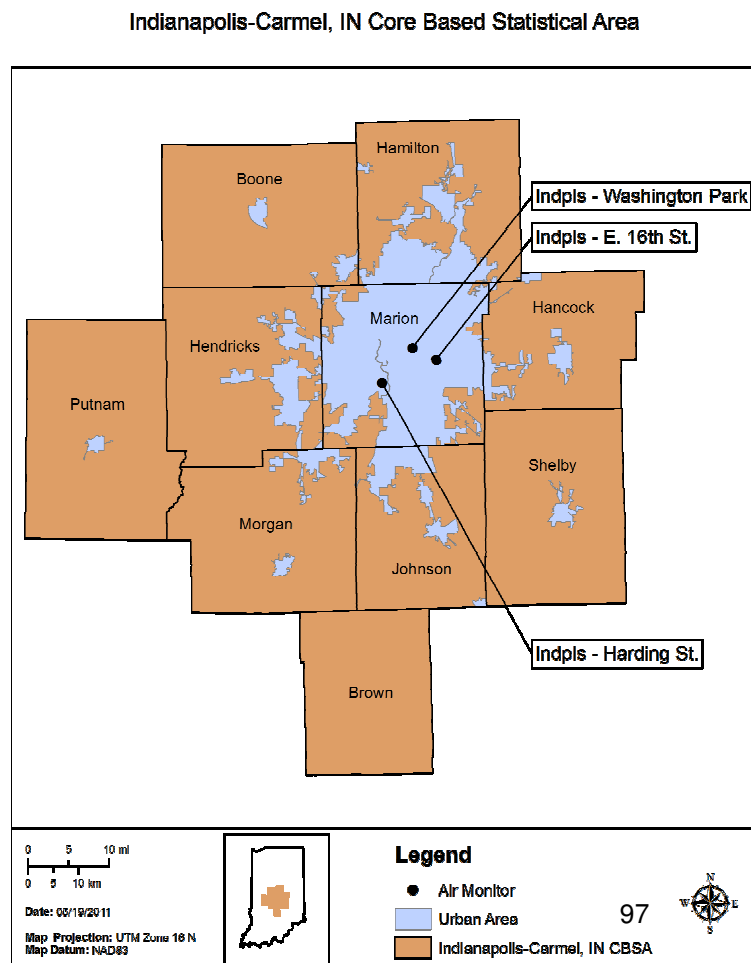 Indianapolis-Carmel, IN Core Based Statistical Area
Hamilton
Boone
Indpls - Washington Park
Indpls - E. 16th St.
Hancock
Marion
Hendricks
Putnam
Shelby
Morgan
Johnson
Indpls - Harding St.
Brown
0 5 10 mi
0 5 10 km
Date: 05/19/2011
Map Projection: UTM Zone 16 N
Map Datum: NAD83
Legend
Air Monitor
Urban Area
Indianapolis-Carmel, IN CBSA
97
N
W E
S